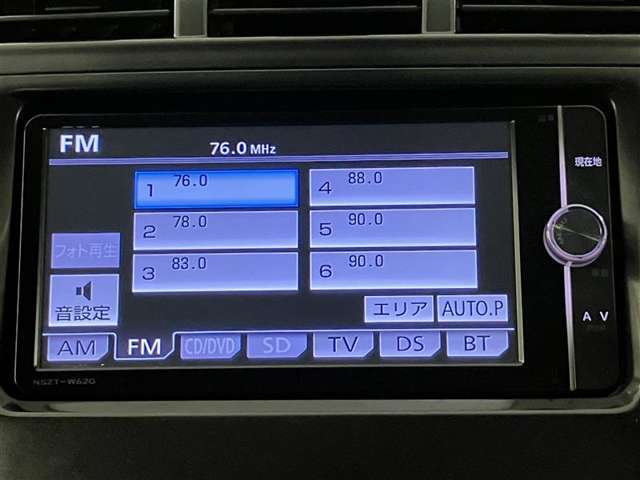 FM
76.0 MHz
1 76.0
4 88.0
2 78.0
5 90.0
3 83.0
6 90.0
フォト再生
音設定
エリア
AUTO.P
AM
FM
CD/DVD
SD
TV
DS
BT
NSZT-W62G
現在地
A V